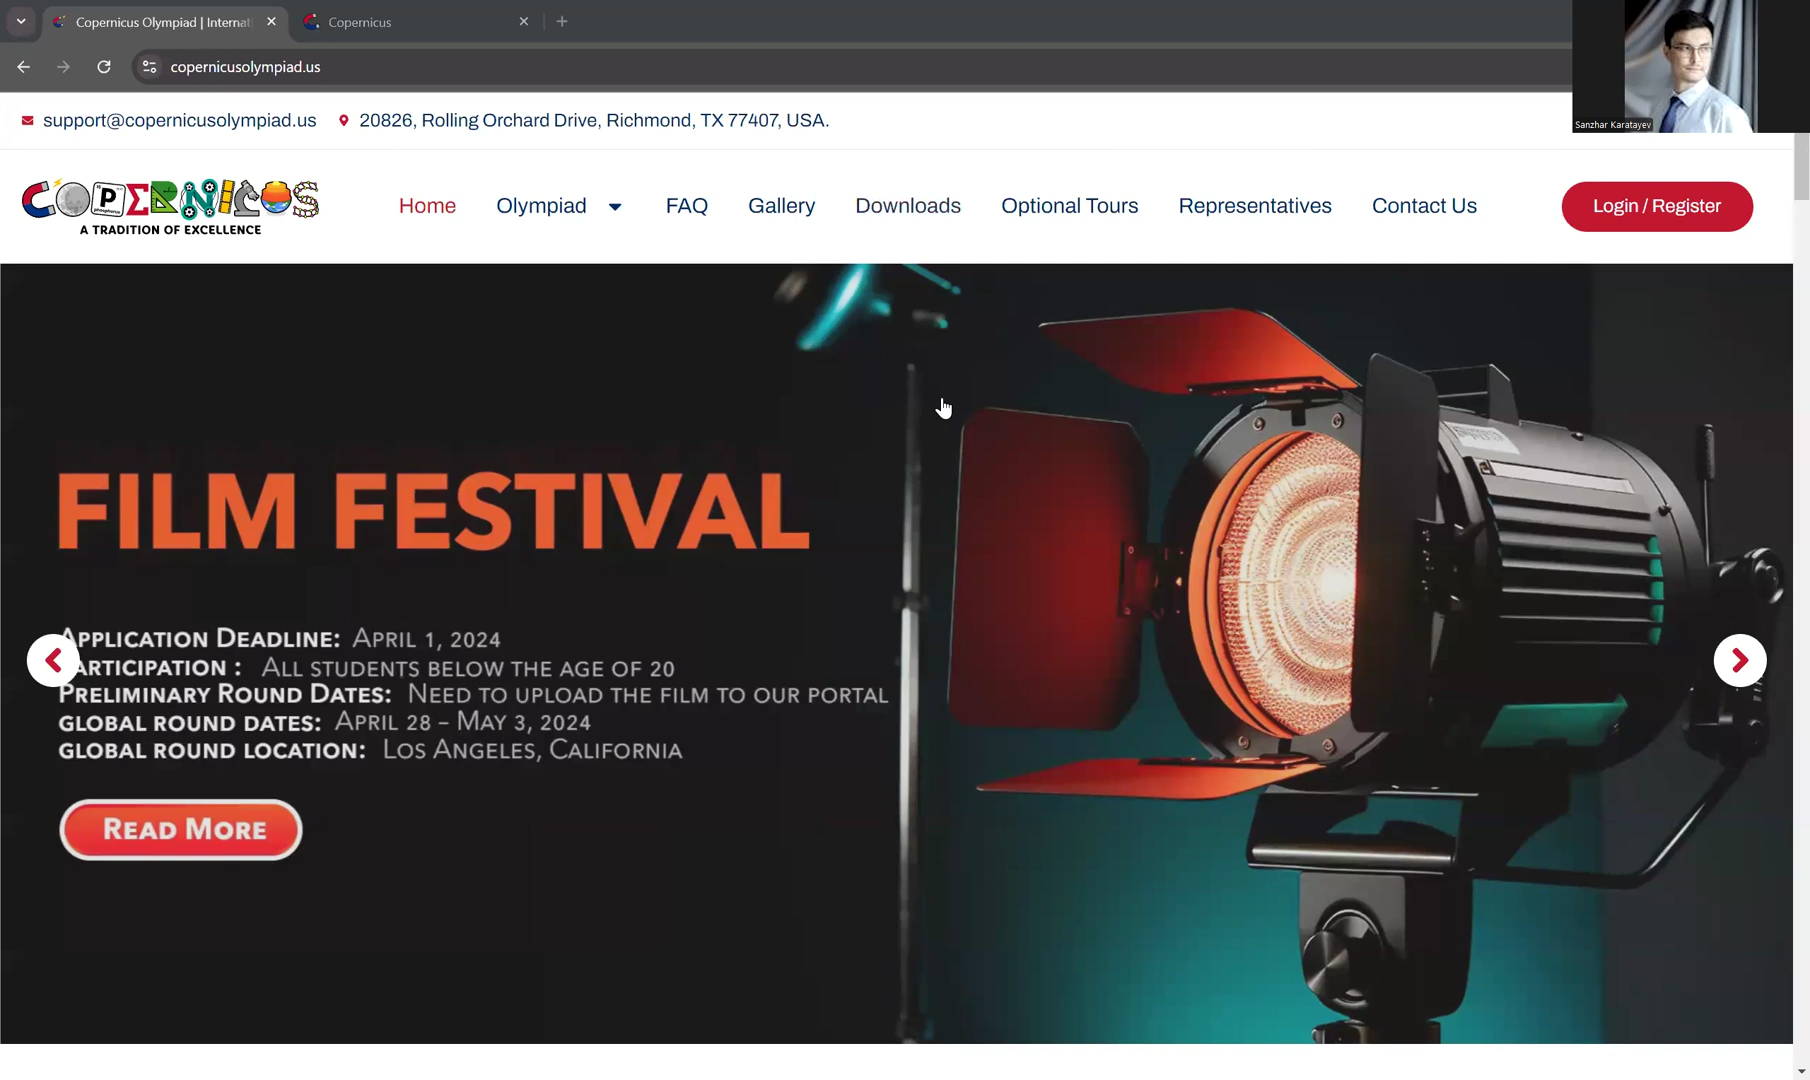 Copernicus Olympiad | Internat
Copernicus
copernicusolympiad.us
Sanzhar Karatayev
support@copernicusolympiad.us
20826, Rolling Orchard Drive, Richmond, TX 77407, USA.
COPERNICUS
A TRADITION OF EXCELLENCE
Home
Olympiad
FAQ
Gallery
Downloads
Optional Tours
Representatives
Contact Us
Login / Register
FILM FESTIVAL
APPLICATION DEADLINE: APRIL 1, 2024
PARTICIPATION : ALL STUDENTS BELOW THE AGE OF 20
PRELIMINARY ROUND DATES: NEED TO UPLOAD THE FILM TO OUR PORTAL
GLOBAL ROUND DATES: APRIL 28 – MAY 3, 2024
GLOBAL ROUND LOCATION: LOS ANGELES, CALIFORNIA
READ MORE